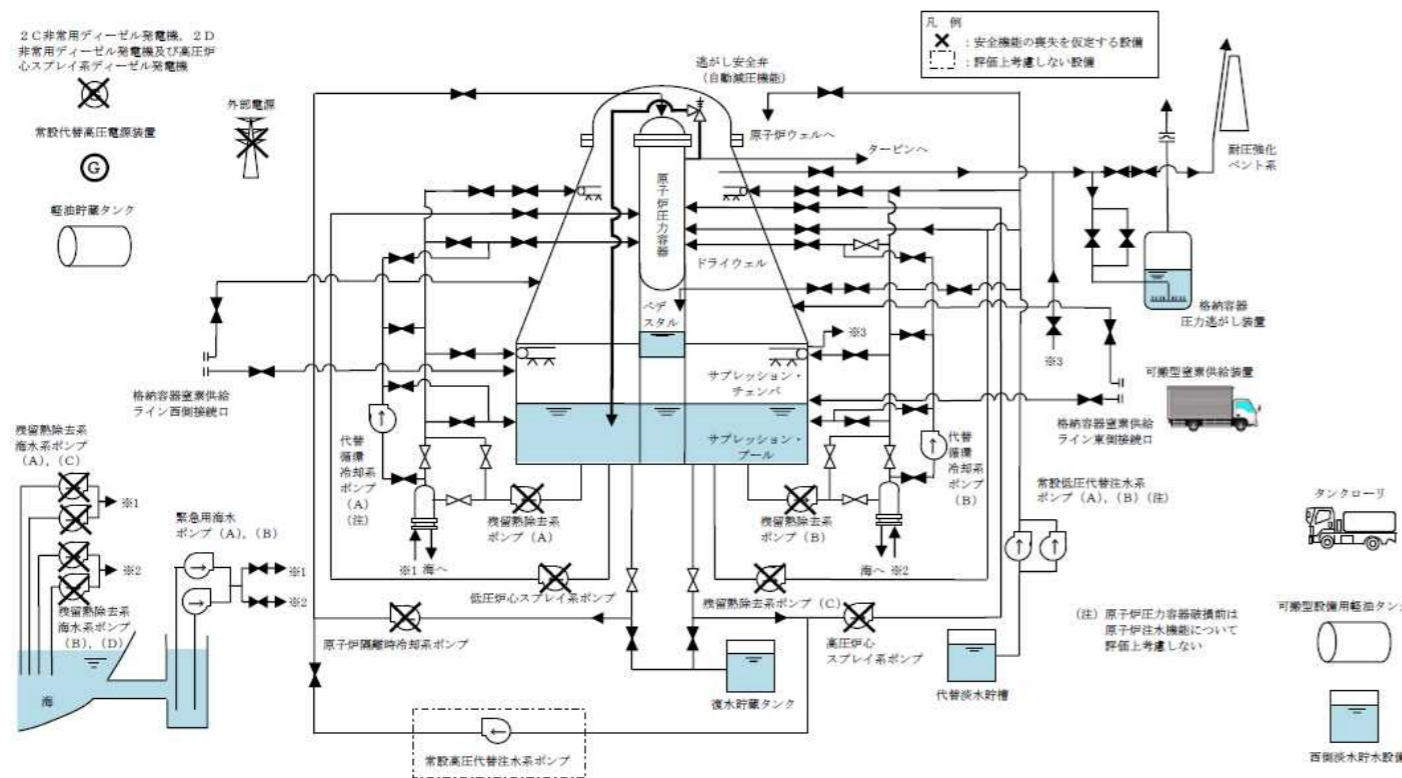 2C非常用ディーゼル発電機、2D
非常用ディーゼル発電機及び高圧炉
心スプレイ系ディーゼル発電機
外部電源
常設代替高圧電源装置
G
軽油貯蔵タンク
凡 例
：安全機能の喪失を仮定する設備
：評価上考慮しない設備
逃がし安全弁
（自動減圧機能）
原子炉ウェルへ
タービンへ
耐圧強化
ベント系
原子炉圧力容器
ドライウェル
ペデ
スタル
※3
サプレッション・
チェンバ
サプレッション・
プール
格納容器窒素供給
ライン西側接続口
格納容器
圧力逃がし装置
※3
可搬型窒素供給装置
格納容器窒素供給
ライン東側接続口
残留熱除去系
海水系ポンプ
（A），（C）
※1
※2
残留熱除去系
海水系ポンプ
（B），（D）
海
緊急用海水
ポンプ（A），（B）
※1
※2
代替
循環
冷却系
ポンプ
（A）
（注）
残留熱除去系
ポンプ（A）
※1 海へ
残留熱除去系
ポンプ（B）
海へ ※2
代替
循環
冷却系
ポンプ
（B）
常設低圧代替注水系
ポンプ（A），（B）（注）
低圧炉心スプレイ系ポンプ
残留熱除去系ポンプ（C）
原子炉隔離時冷却系ポンプ
高圧炉心
スプレイ系ポンプ
復水貯蔵タンク
代替淡水貯槽
常設高圧代替注水系ポンプ
（注）原子炉圧力容器破損前は
原子炉注水機能について
評価上考慮しない
タンクローリ
可搬型設備用軽油タンク
西側淡水貯水設備